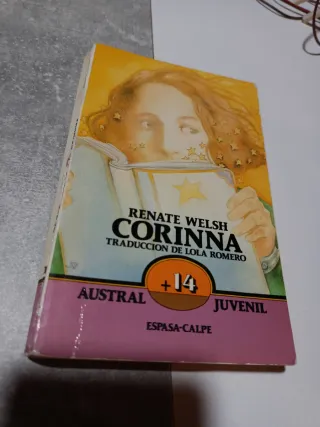 RENATE WELSH
CORINNA
TRADUCCION DE LOLA ROMERO
+14
AUSTRAL JUVENIL
ESPASA-CALPE